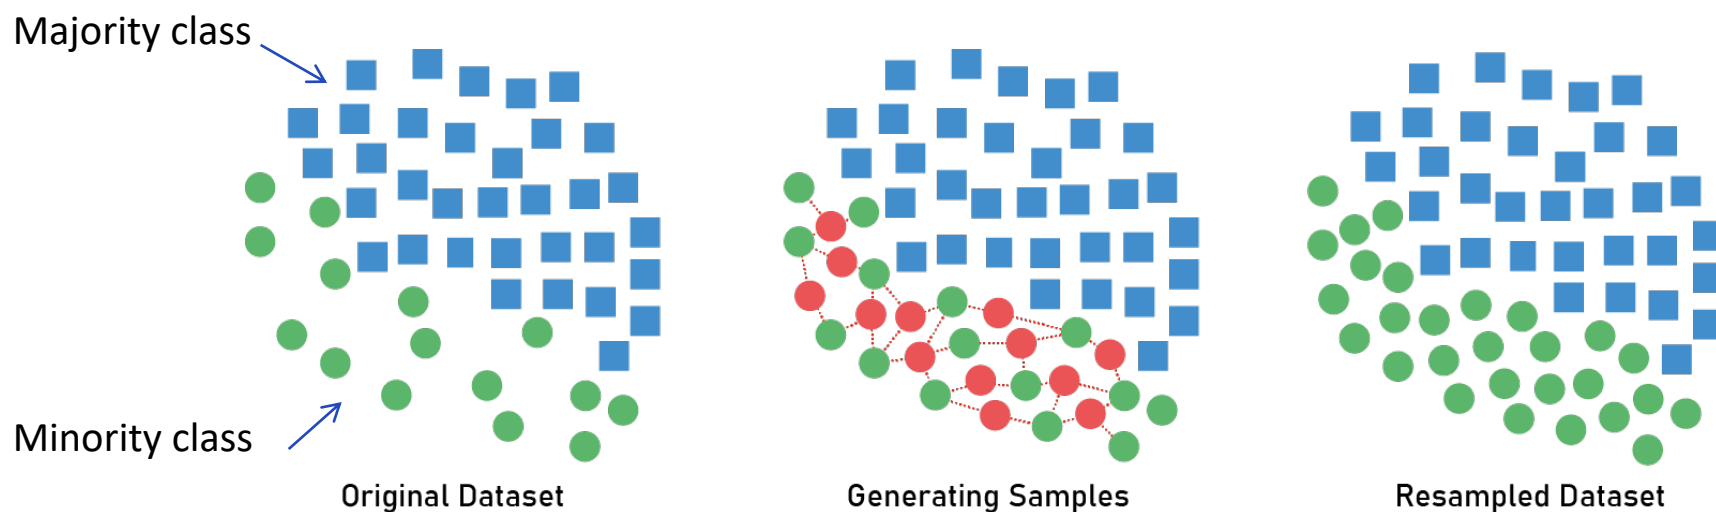 Majority class
Minority class
Original Dataset
Generating Samples
Resampled Dataset